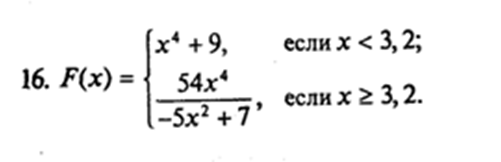 16. F(x) = { x⁴ + 9, если x < 3, 2;
54x⁴ / (−5x² + 7), если x ≥ 3, 2.